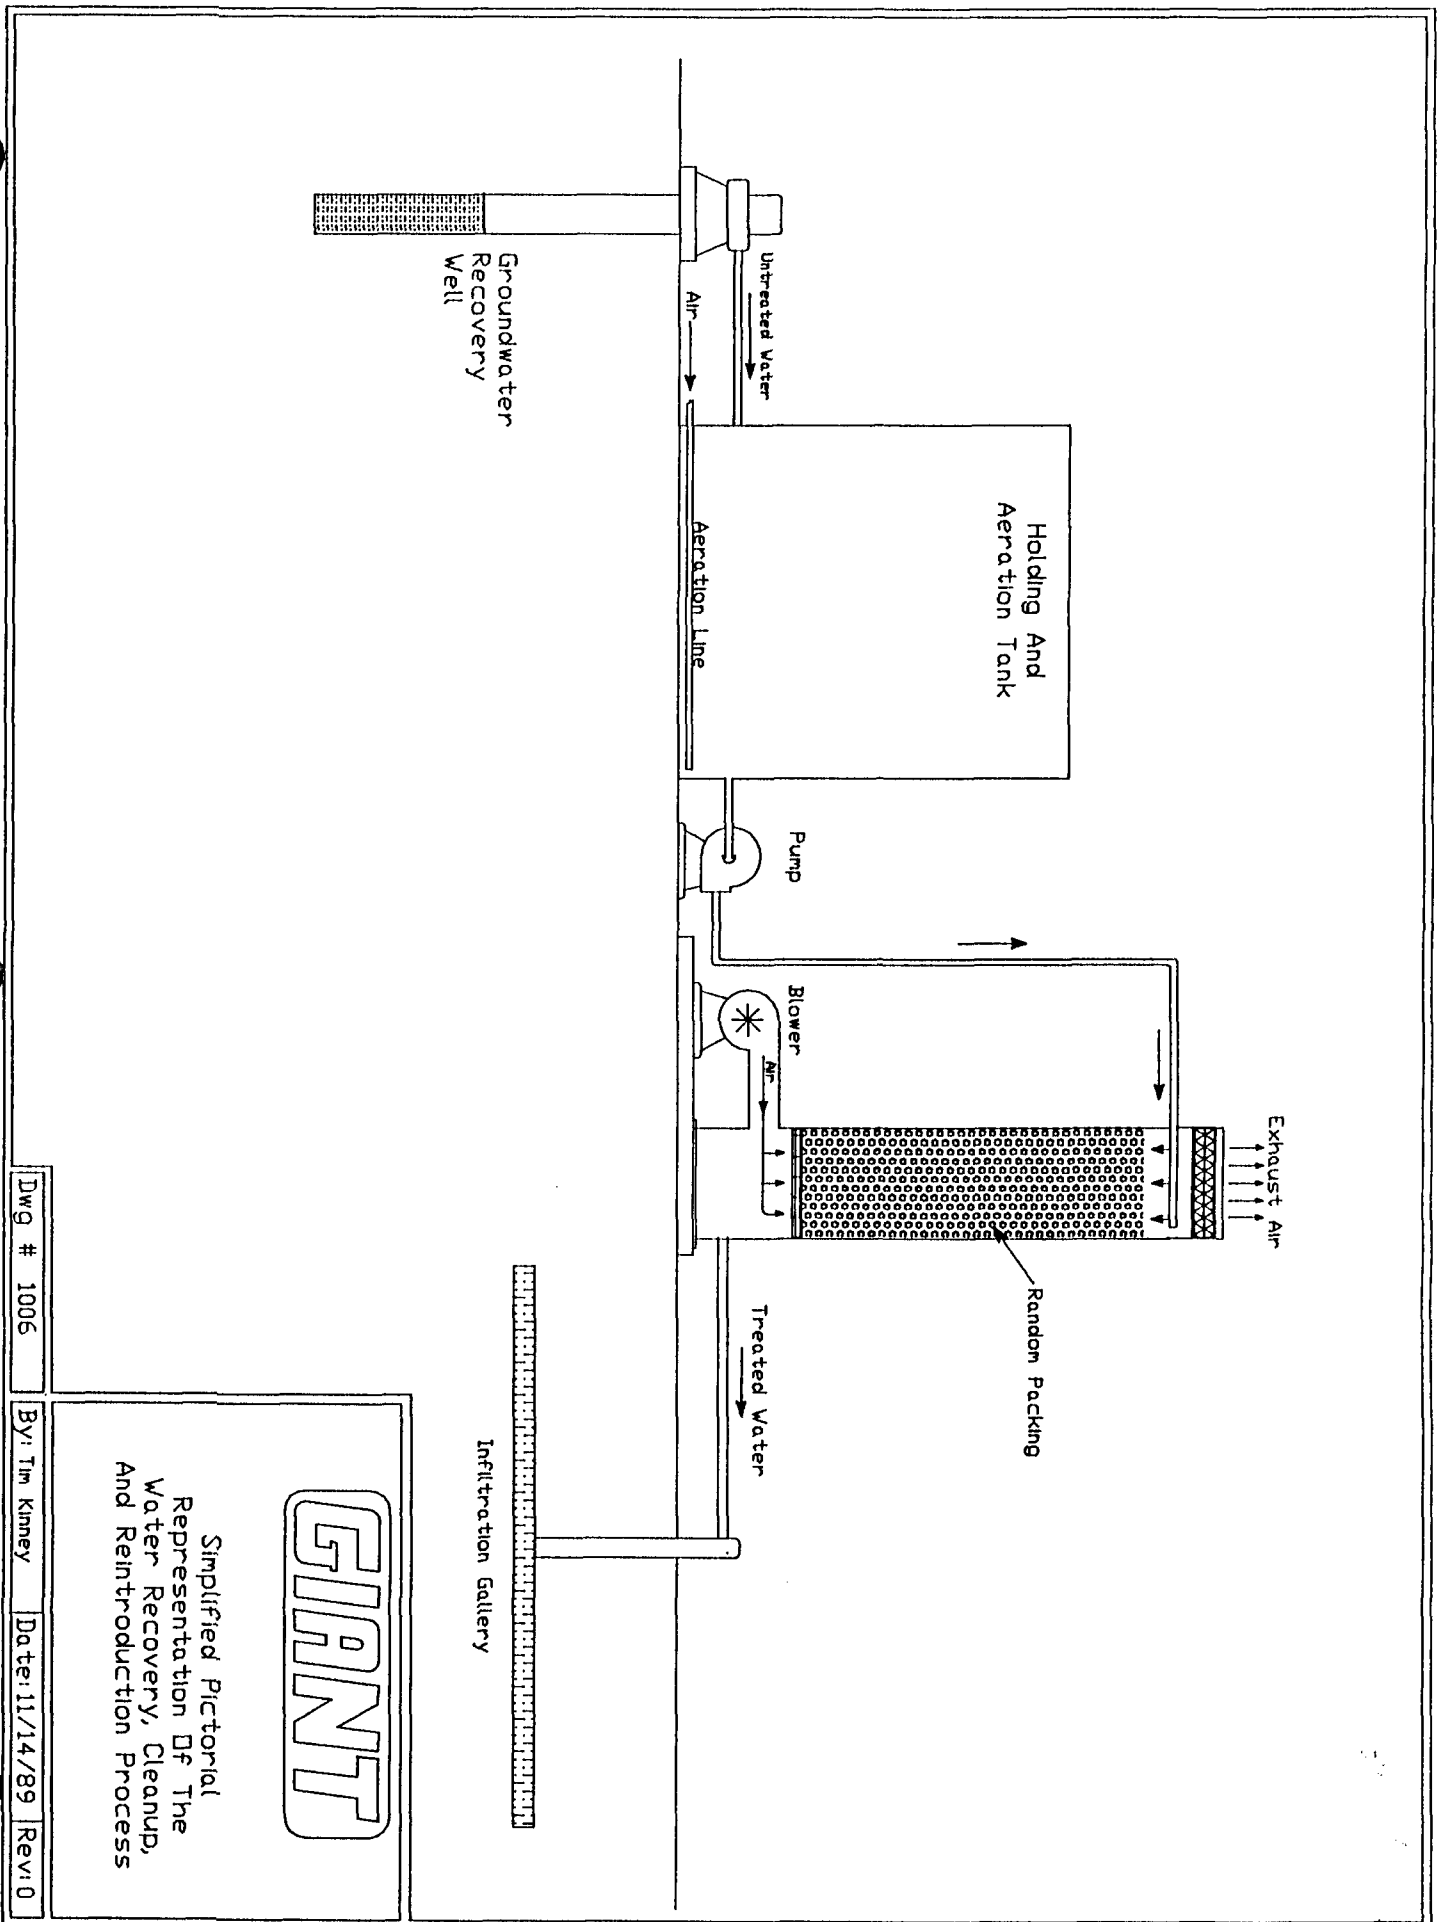 Exhaust Air
Holding And
Aeration Tank
Random Packing
Untreated Water
Pump
Blower
Air
Treated Water
Air
Aeration Line
Groundwater
Recovery
Well
Infiltration Gallery
GIANT
Simplified Pictorial
Representation Of The
Water Recovery, Cleanup,
And Reintroduction Process
Dwg # 1006
By: Tim Kinney
Date: 11/14/89
Rev: 0